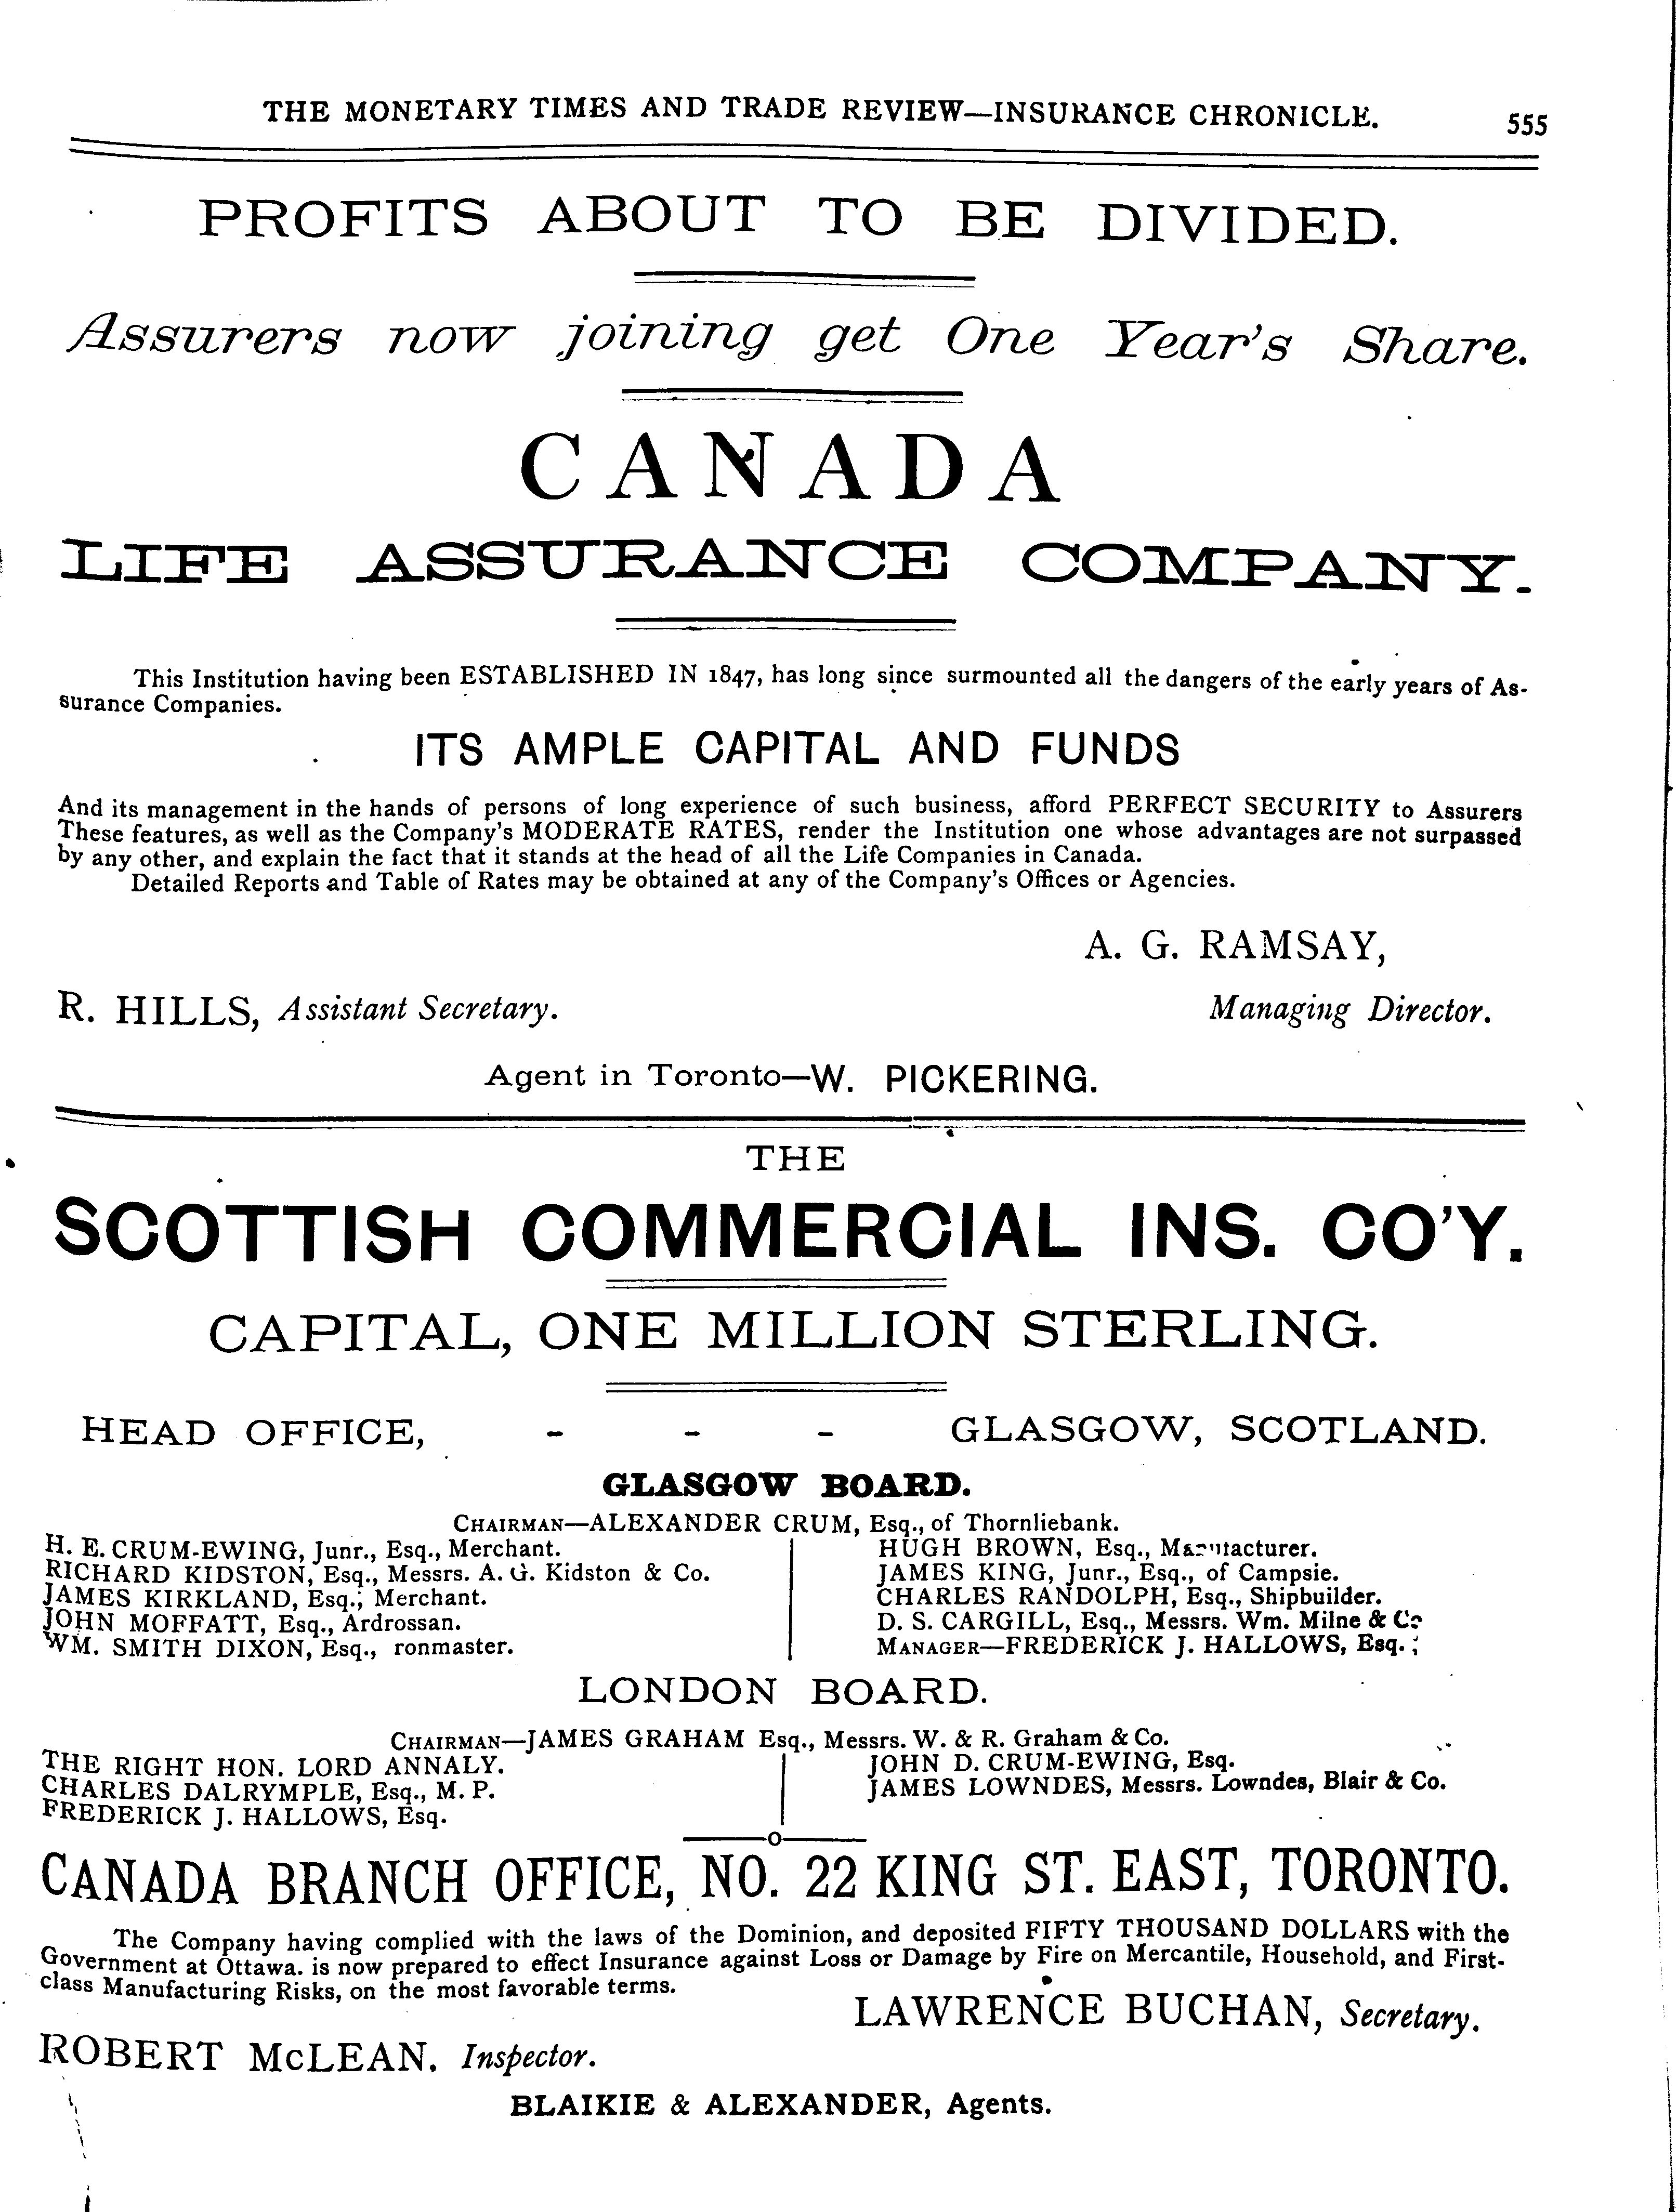 THE MONETARY TIMES AND TRADE REVIEW—INSURANCE CHRONICLE. 555
PROFITS ABOUT TO BE DIVIDED.
Assurers now joining get One Year's Share.
CANADA
LIFE ASSURANCE COMPANY.
This Institution having been ESTABLISHED IN 1847, has long since surmounted all the dangers of the early years of As-
surance Companies.
ITS AMPLE CAPITAL AND FUNDS
And its management in the hands of persons of long experience of such business, afford PERFECT SECURITY to Assurers
These features, as well as the Company's MODERATE RATES, render the Institution one whose advantages are not surpassed
by any other, and explain the fact that it stands at the head of all the Life Companies in Canada.
Detailed Reports and Table of Rates may be obtained at any of the Company's Offices or Agencies.
A. G. RAMSAY,
R. HILLS, Assistant Secretary. Managing Director.
Agent in Toronto—W. PICKERING.
THE
SCOTTISH COMMERCIAL INS. CO'Y.
CAPITAL, ONE MILLION STERLING.
HEAD OFFICE, - - - GLASGOW, SCOTLAND.
GLASGOW BOARD.
CHAIRMAN—ALEXANDER CRUM, Esq., of Thornliebank.
H. E. CRUM-EWING, Junr., Esq., Merchant.
RICHARD KIDSTON, Esq., Messrs. A. G. Kidston & Co.
JAMES KIRKLAND, Esq.; Merchant.
JOHN MOFFATT, Esq., Ardrossan.
WM. SMITH DIXON, Esq., ronmaster.
HUGH BROWN, Esq., Manufacturer.
JAMES KING, Junr., Esq., of Campsie.
CHARLES RANDOLPH, Esq., Shipbuilder.
D. S. CARGILL, Esq., Messrs. Wm. Milne & Co
MANAGER—FREDERICK J. HALLOWS, Esq.
LONDON BOARD.
CHAIRMAN—JAMES GRAHAM Esq., Messrs. W. & R. Graham & Co.
THE RIGHT HON. LORD ANNALY.
CHARLES DALRYMPLE, Esq., M. P.
FREDERICK J. HALLOWS, Esq.
JOHN D. CRUM-EWING, Esq.
JAMES LOWNDES, Messrs. Lowndes, Blair & Co.
CANADA BRANCH OFFICE, NO. 22 KING ST. EAST, TORONTO.
The Company having complied with the laws of the Dominion, and deposited FIFTY THOUSAND DOLLARS with the
Government at Ottawa. is now prepared to effect Insurance against Loss or Damage by Fire on Mercantile, Household, and First-
class Manufacturing Risks, on the most favorable terms.
LAWRENCE BUCHAN, Secretary.
ROBERT McLEAN. Inspector.
BLAIKIE & ALEXANDER, Agents.